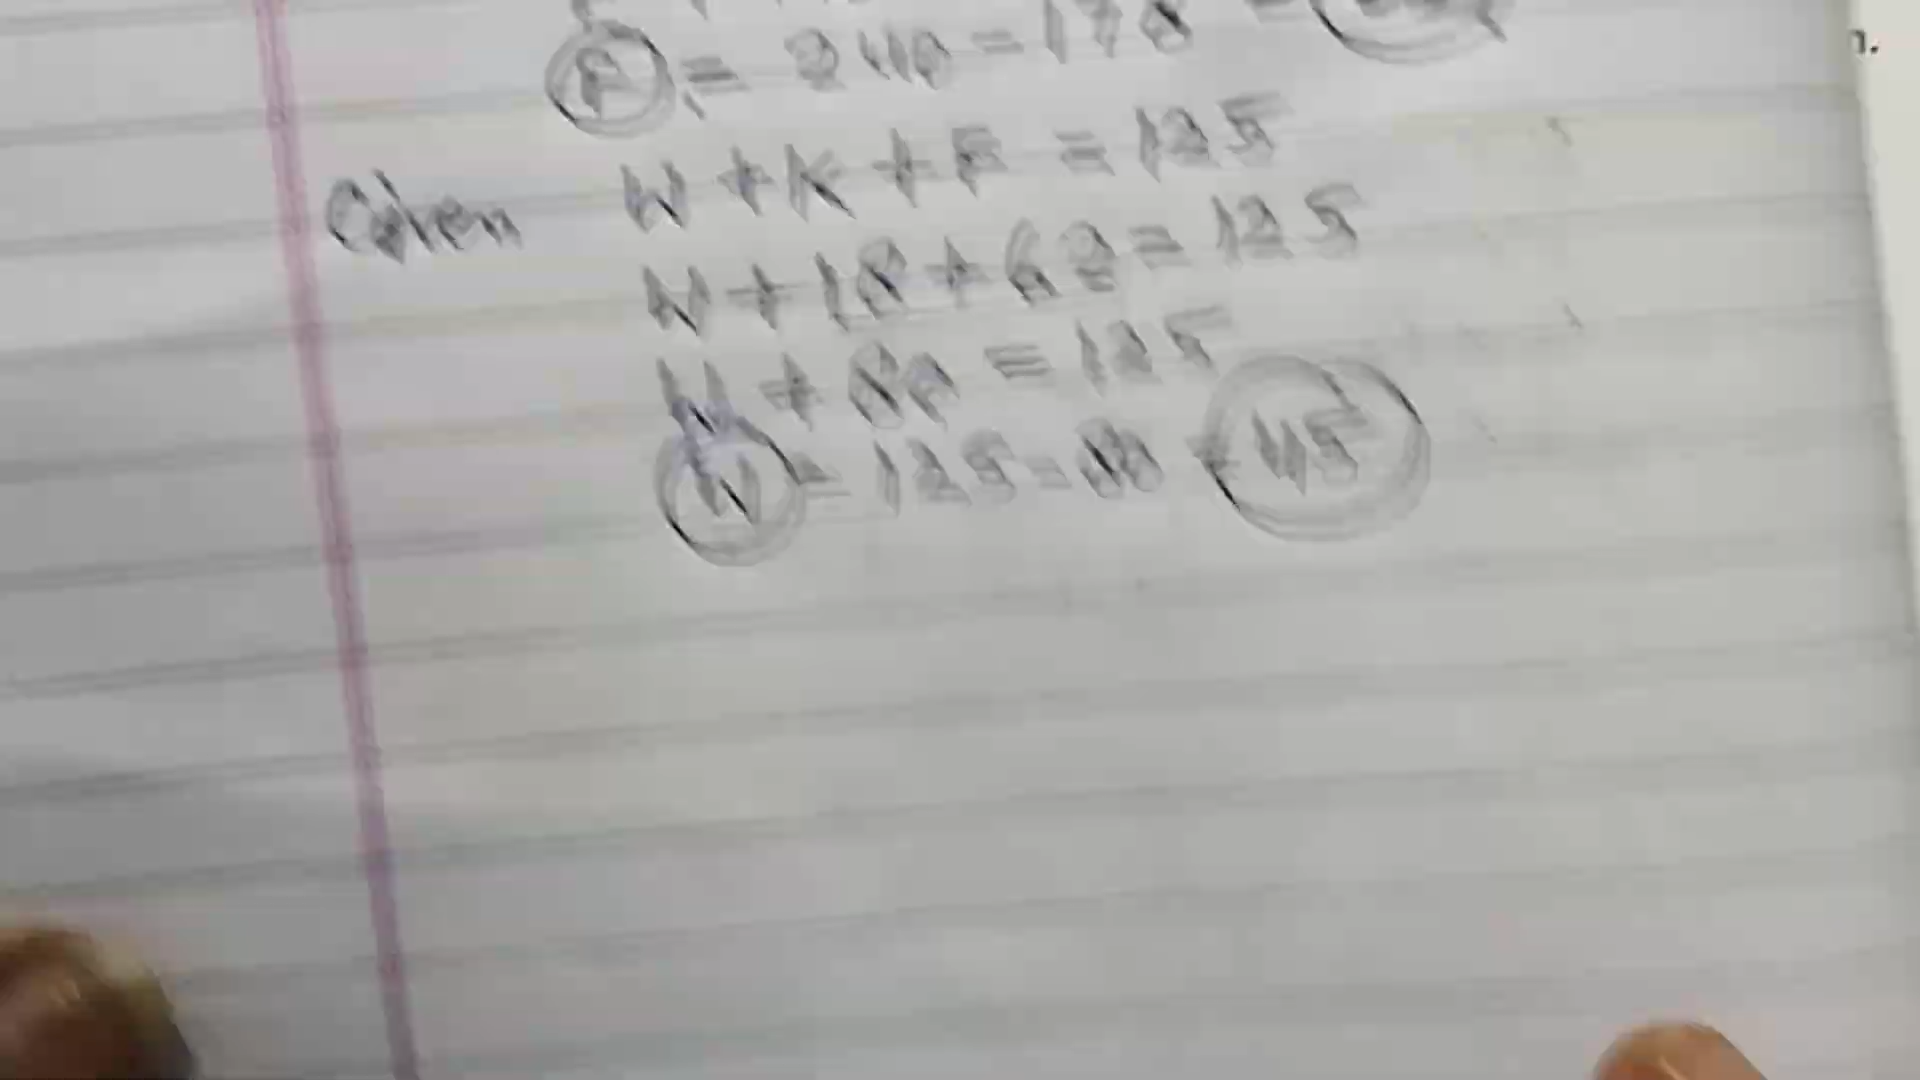 F = 240 - 178 =
Given W + K + F = 125
W + 18 + 62 = 125
W + 80 = 125
W = 125 - 80 = 45